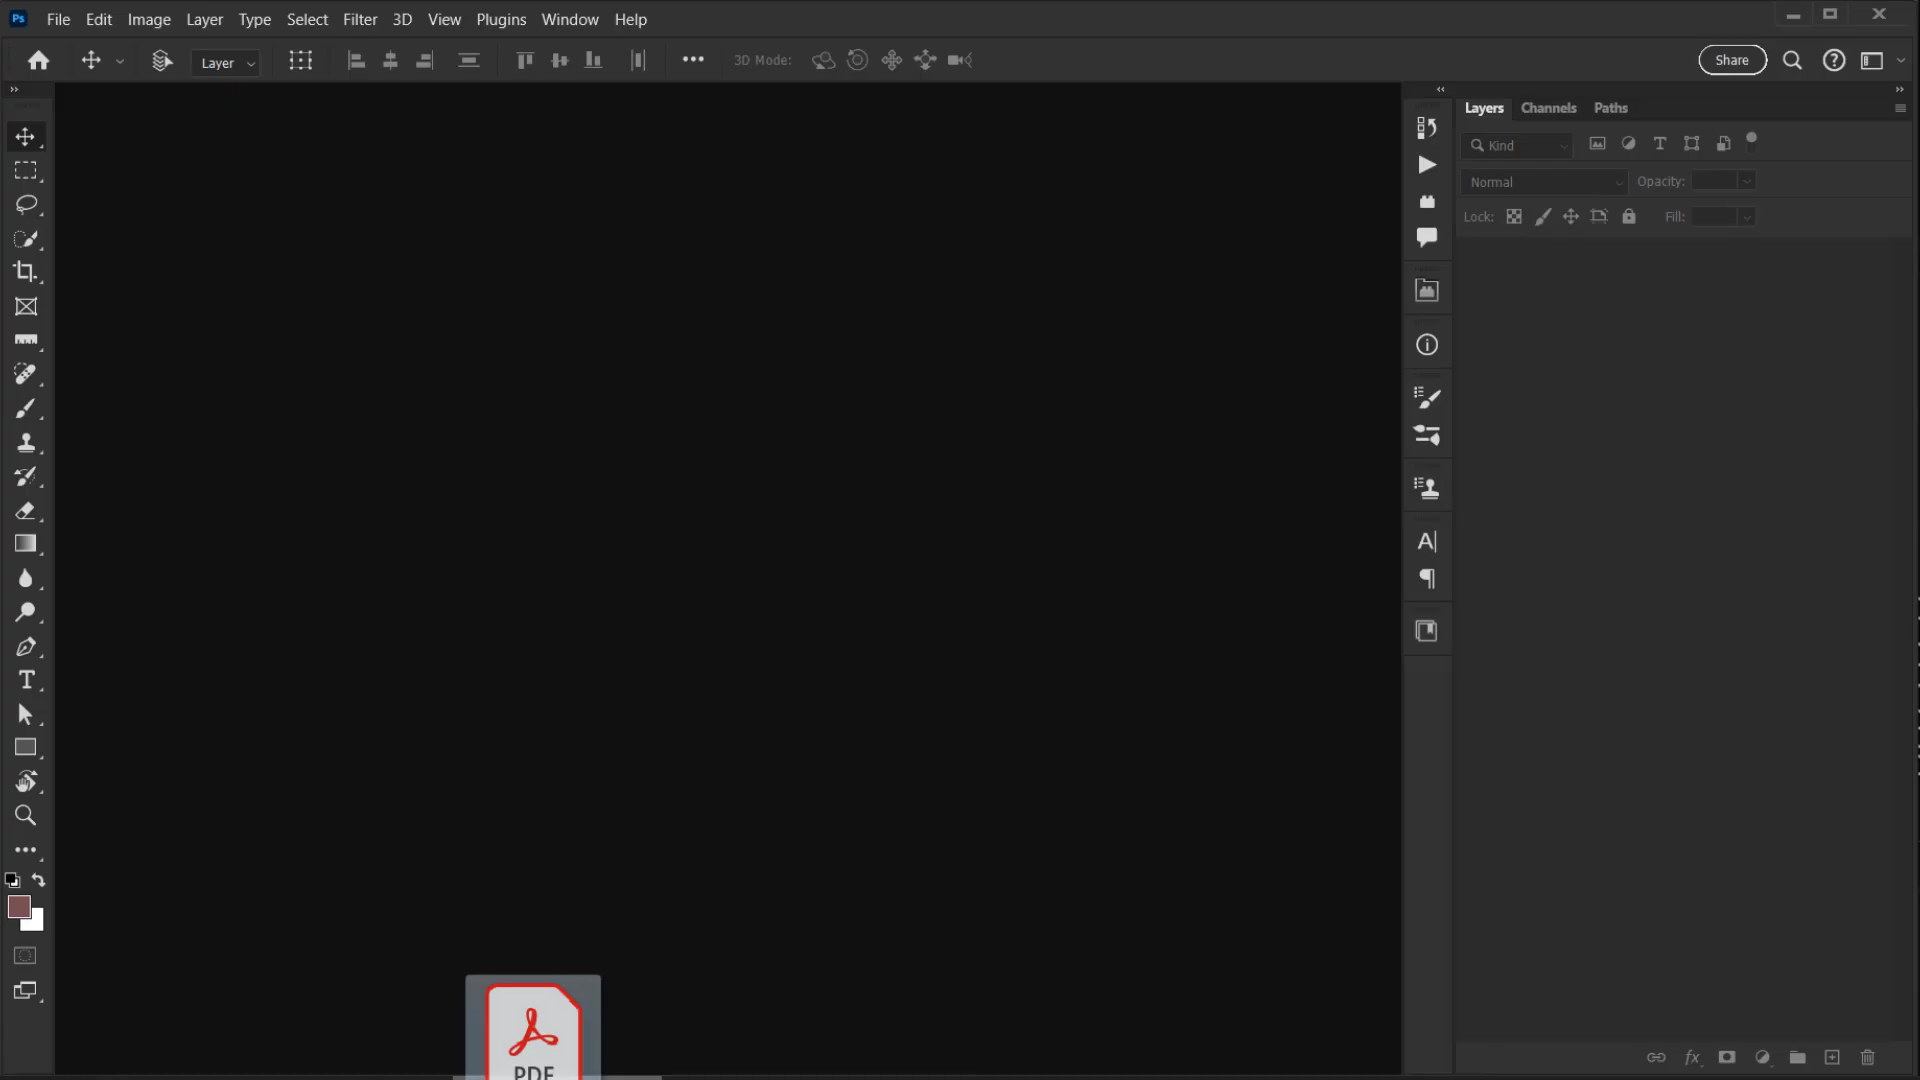 Ps File Edit Image Layer Type Select Filter 3D View Plugins Window Help
Layer 3D Mode: Share
Layers Channels Paths
Kind
Normal Opacity:
Lock: Fill:
PDF